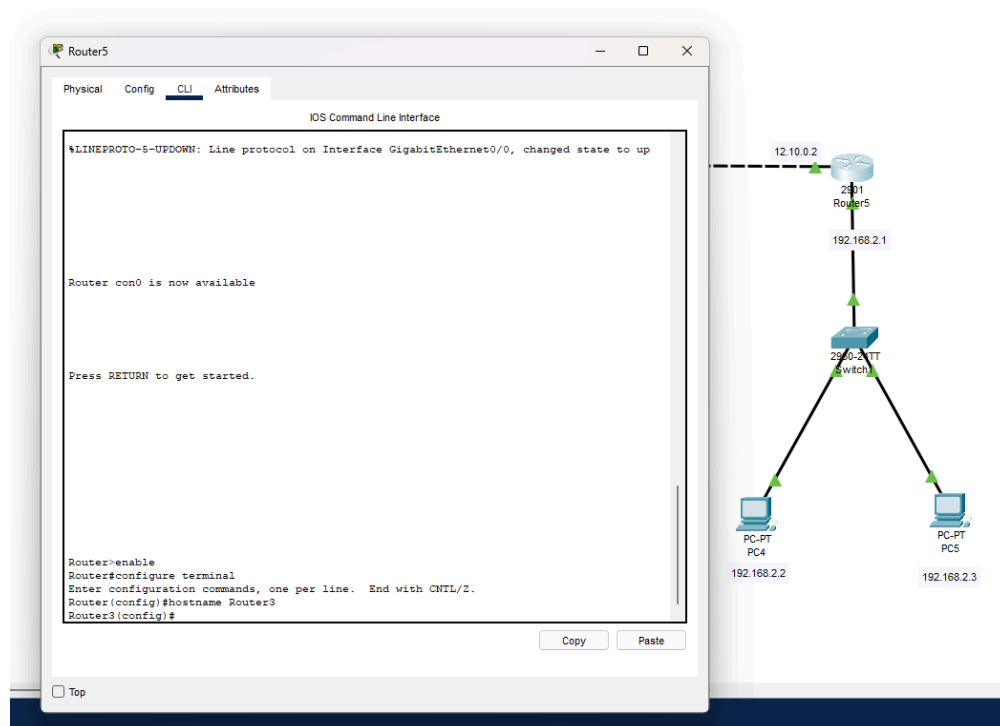 Router5
Physical Config CLI Attributes
IOS Command Line Interface
%LINEPROTO-5-UPDOWN: Line protocol on Interface GigabitEthernet0/0, changed state to up
Router con0 is now available
Press RETURN to get started.
Router>enable
Router#configure terminal
Enter configuration commands, one per line.  End with CNTL/Z.
Router(config)#hostname Router3
Router3(config)#
Copy Paste
Top
12.10.0.2
2901
Router5
192.168.2.1
2960-24TT
Switch1
PC-PT
PC4
192.168.2.2
PC-PT
PC5
192.168.2.3